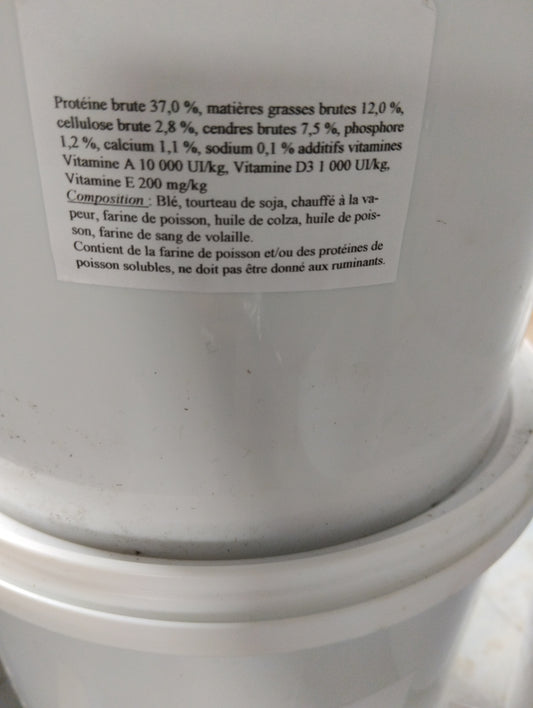 Protéine brute 37,0 %, matières grasses brutes 12,0 %,
cellulose brute 2,8 %, cendres brutes 7,5 %, phosphore
1,2 %, calcium 1,1 %, sodium 0,1 % additifs vitamines
Vitamine A 10 000 UI/kg, Vitamine D3 1 000 UI/kg,
Vitamine E 200 mg/kg
Composition : Blé, tourteau de soja, chauffé à la va-
peur, farine de poisson, huile de colza, huile de pois-
son, farine de sang de volaille.
Contient de la farine de poisson et/ou des protéines de
poisson solubles, ne doit pas être donné aux ruminants.